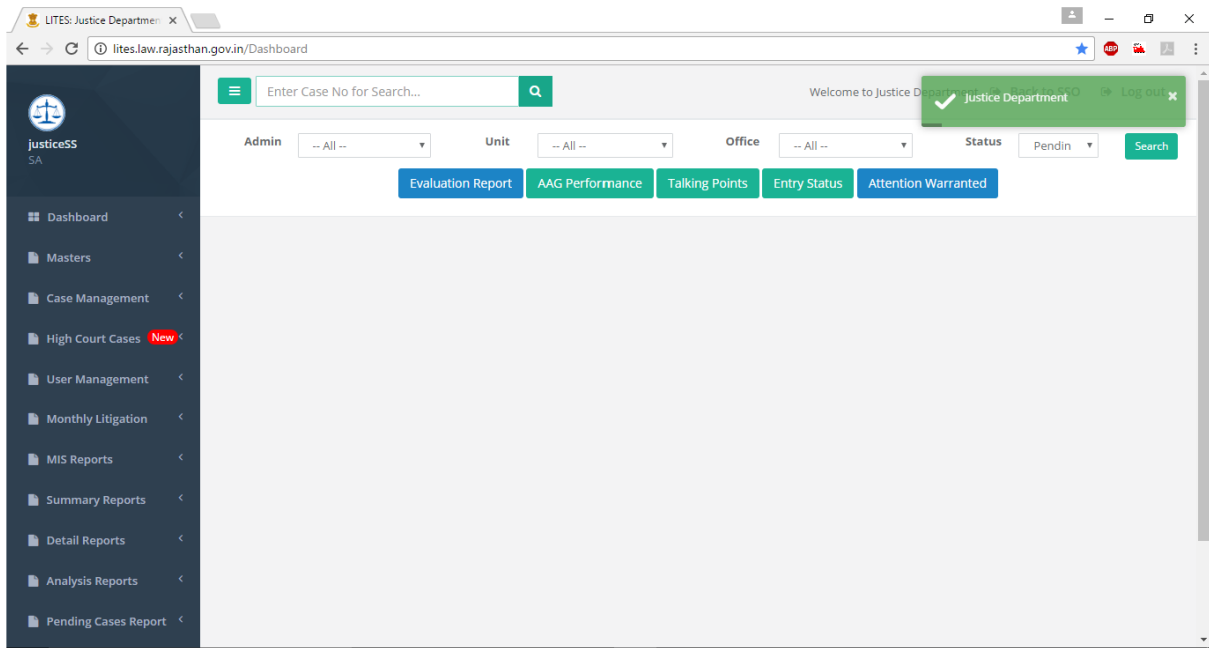 LITES: Justice Departmen
lites.law.rajasthan.gov.in/Dashboard
ABP
justiceSS
SA
Enter Case No for Search...
Welcome to Justice Department
Back to SSO
Log out
Justice Department
Admin
-- All --
Unit
-- All --
Office
-- All --
Status
Pendin
Search
Evaluation Report
AAG Performance
Talking Points
Entry Status
Attention Warranted
Dashboard
Masters
Case Management
High Court Cases New
User Management
Monthly Litigation
MIS Reports
Summary Reports
Detail Reports
Analysis Reports
Pending Cases Report